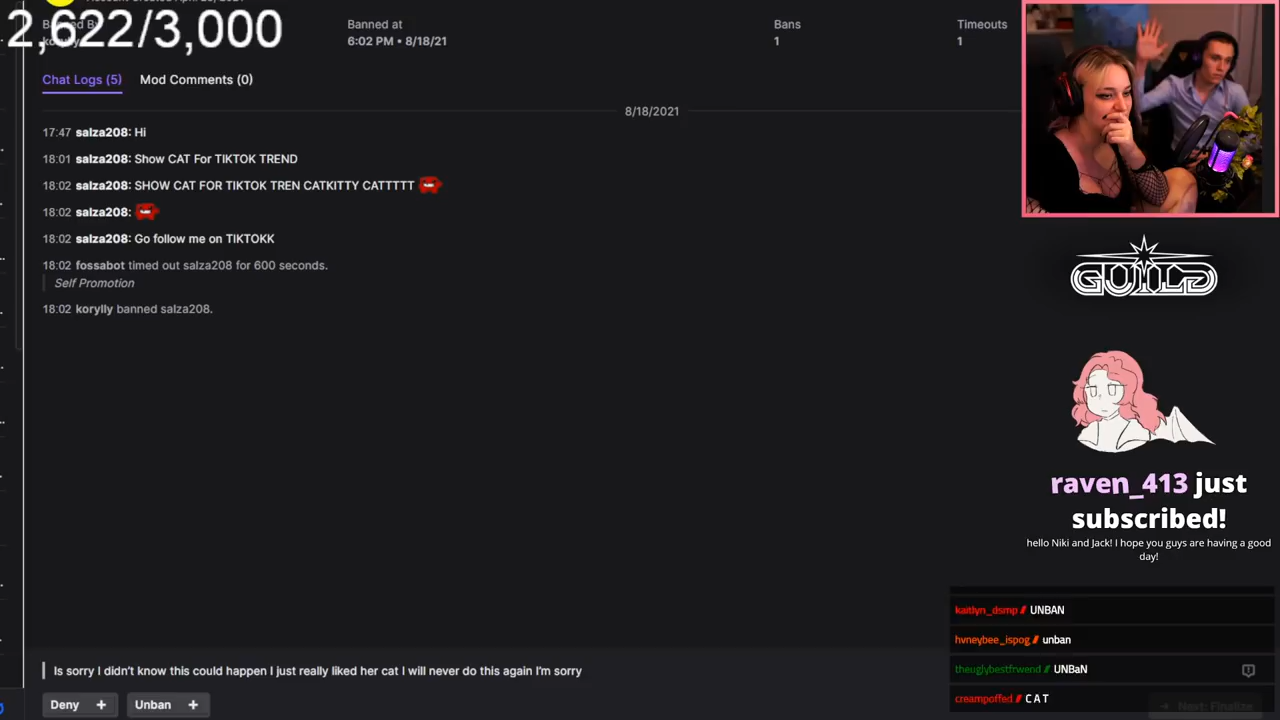 2,622/3,000
Banned at
Bans
Timeouts
6:02 PM • 8/18/21
1
1
Chat Logs (5)
Mod Comments (0)
8/18/2021
17:47 salza208: Hi
18:01 salza208: Show CAT For TIKTOK TREND
18:02 salza208: SHOW CAT FOR TIKTOK TREN CATKITTY CATTTTT
18:02 salza208:
18:02 salza208: Go follow me on TIKTOKK
18:02 fossabot timed out salza208 for 600 seconds.
Self Promotion
18:02 korylly banned salza208.
GUILD
raven_413 just
subscribed!
hello Niki and Jack! I hope you guys are having a good
day!
kaitlyn_dsmp // UNBAN
hvneybee_ispog // unban
theuglybestfrwend // UNBaN
creampoffed // C A T
Is sorry I didn't know this could happen I just really liked her cat I will never do this again I'm sorry
Deny +
Unban +
Next: Finalize